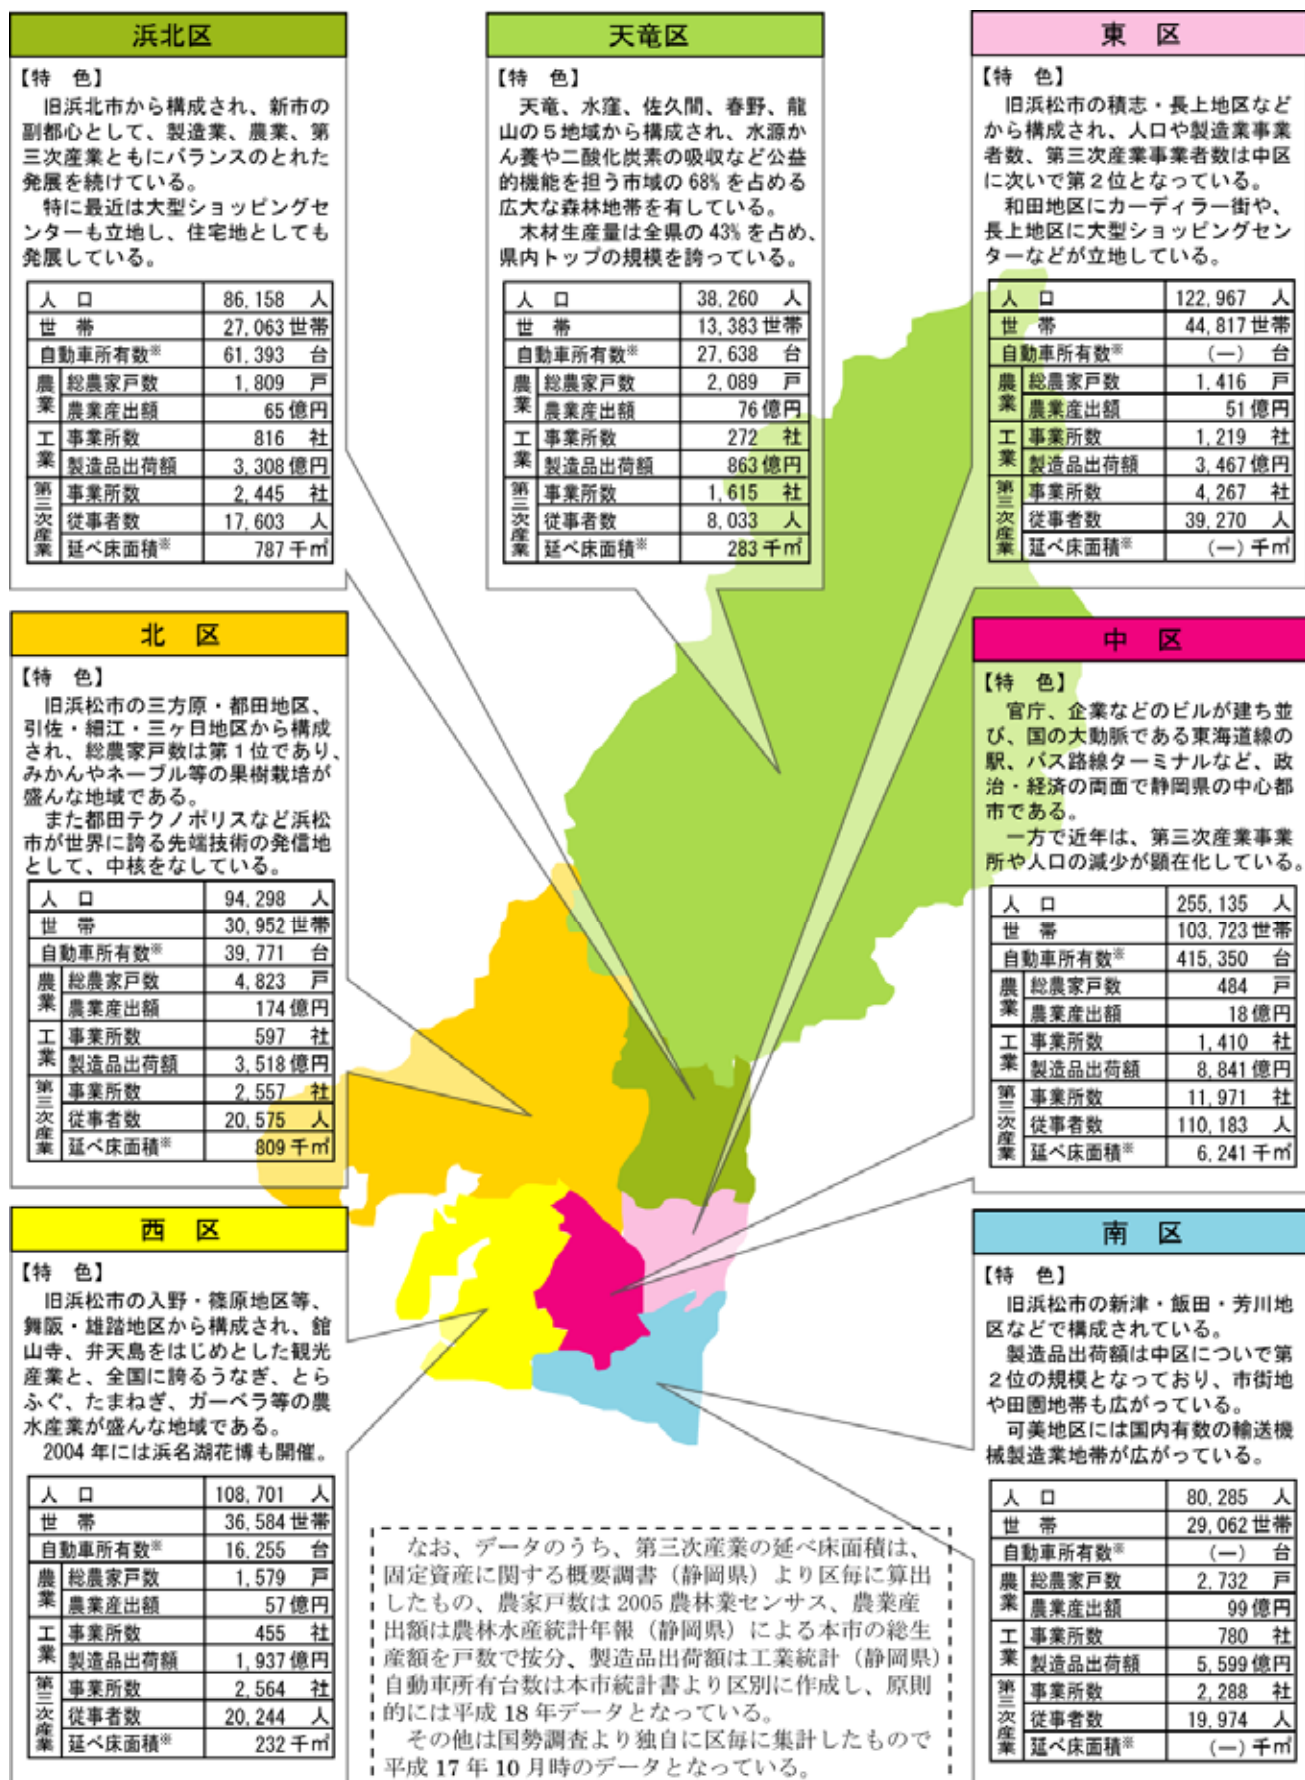 浜北区
【特　色】
　旧浜北市から構成され、新市の
副都心として、製造業、農業、第
三次産業ともにバランスのとれた
発展を続けている。
　特に最近は大型ショッピングセ
ンターも立地し、住宅地としても
発展している。
人　口 86,158 人
世　帯 27,063 世帯
自動車所有数※ 61,393 台
農業 総農家戸数 1,809 戸
農業産出額 65 億円
工業 事業所数 816 社
製造品出荷額 3,308 億円
第三次産業 事業所数 2,445 社
従事者数 17,603 人
延べ床面積※ 787 千㎡
天竜区
【特　色】
　天竜、水窪、佐久間、春野、龍
山の５地域から構成され、水源か
ん養や二酸化炭素の吸収など公益
的機能を担う市域の 68% を占める
広大な森林地帯を有している。
　木材生産量は全県の 43% を占め、
県内トップの規模を誇っている。
人　口 38,260 人
世　帯 13,383 世帯
自動車所有数※ 27,638 台
農業 総農家戸数 2,089 戸
農業産出額 76 億円
工業 事業所数 272 社
製造品出荷額 863 億円
第三次産業 事業所数 1,615 社
従事者数 8,033 人
延べ床面積※ 283 千㎡
東　区
【特　色】
　旧浜松市の積志・長上地区など
から構成され、人口や製造業事業
者数、第三次産業事業者数は中区
に次いで第２位となっている。
　和田地区にカーディラー街や、
長上地区に大型ショッピングセン
ターなどが立地している。
人　口 122,967 人
世　帯 44,817 世帯
自動車所有数※ （―） 台
農業 総農家戸数 1,416 戸
農業産出額 51 億円
工業 事業所数 1,219 社
製造品出荷額 3,467 億円
第三次産業 事業所数 4,267 社
従事者数 39,270 人
延べ床面積※ （―） 千㎡
北　区
【特　色】
　旧浜松市の三方原・都田地区、
引佐・細江・三ヶ日地区から構成
され、総農家戸数は第１位であり、
みかんやネーブル等の果樹栽培が
盛んな地域である。
　また都田テクノポリスなど浜松
市が世界に誇る先端技術の発信地
として、中核をなしている。
人　口 94,298 人
世　帯 30,952 世帯
自動車所有数※ 39,771 台
農業 総農家戸数 4,823 戸
農業産出額 174 億円
工業 事業所数 597 社
製造品出荷額 3,518 億円
第三次産業 事業所数 2,557 社
従事者数 20,575 人
延べ床面積※ 809 千㎡
中　区
【特　色】
　官庁、企業などのビルが建ち並
び、国の大動脈である東海道線の
駅、バス路線ターミナルなど、政
治・経済の両面で静岡県の中心都
市である。
　一方で近年は、第三次産業事業
所や人口の減少が顕在化している。
人　口 255,135 人
世　帯 103,723 世帯
自動車所有数※ 415,350 台
農業 総農家戸数 484 戸
農業産出額 18 億円
工業 事業所数 1,410 社
製造品出荷額 8,841 億円
第三次産業 事業所数 11,971 社
従事者数 110,183 人
延べ床面積※ 6,241 千㎡
西　区
【特　色】
　旧浜松市の入野・篠原地区等、
舞阪・雄踏地区から構成され、舘
山寺、弁天島をはじめとした観光
産業と、全国に誇るうなぎ、とら
ふぐ、たまねぎ、ガーベラ等の農
水産業が盛んな地域である。
　2004 年には浜名湖花博も開催。
人　口 108,701 人
世　帯 36,584 世帯
自動車所有数※ 16,255 台
農業 総農家戸数 1,579 戸
農業産出額 57 億円
工業 事業所数 455 社
製造品出荷額 1,937 億円
第三次産業 事業所数 2,564 社
従事者数 20,244 人
延べ床面積※ 232 千㎡
南　区
【特　色】
　旧浜松市の新津・飯田・芳川地
区などで構成されている。
　製造品出荷額は中区についで第
２位の規模となっており、市街地
や田園地帯も広がっている。
　可美地区には国内有数の輸送機
械製造業地帯が広がっている。
人　口 80,285 人
世　帯 29,062 世帯
自動車所有数※ （―） 台
農業 総農家戸数 2,732 戸
農業産出額 99 億円
工業 事業所数 780 社
製造品出荷額 5,599 億円
第三次産業 事業所数 2,288 社
従事者数 19,974 人
延べ床面積※ （―） 千㎡
　なお、データのうち、第三次産業の延べ床面積は、
固定資産に関する概要調書（静岡県）より区毎に算出
したもの、農家戸数は 2005 農林業センサス、農業産
出額は農林水産統計年報（静岡県）による本市の総生
産額を戸数で按分、製造品出荷額は工業統計（静岡県）
自動車所有台数は本市統計書より区別に作成し、原則
的には平成 18 年データとなっている。
　その他は国勢調査より独自に区毎に集計したもので
平成 17 年 10 月時のデータとなっている。